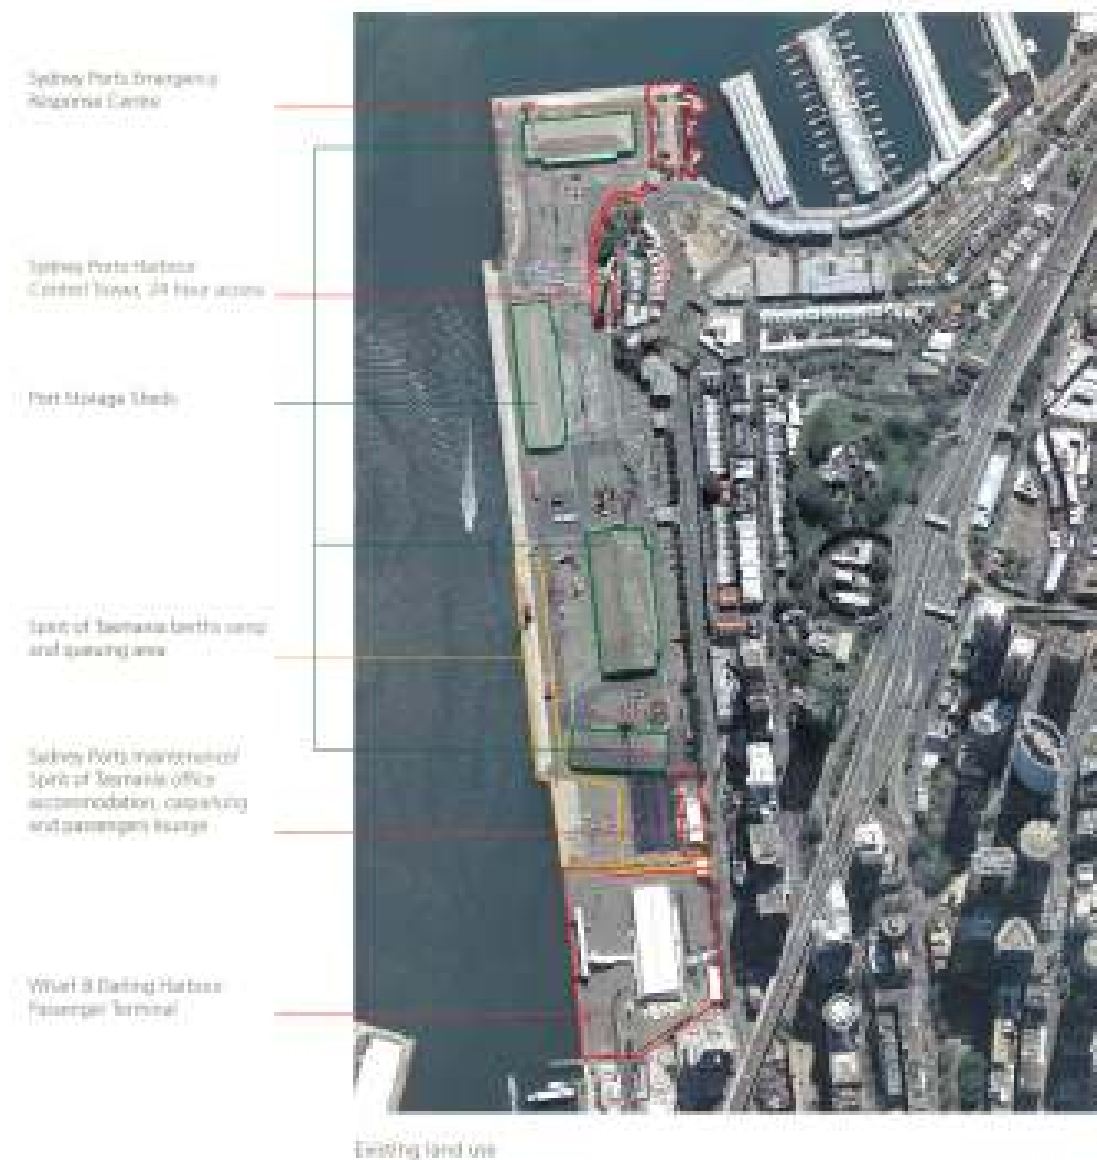 Sydney Ports Emergency
Response Centre
Sydney Ports Harbour
Control Tower, 24 hour access
Port Storage Sheds
Spirit of Tasmania berths ramp
and queuing area
Sydney Ports maintenance/
Spirit of Tasmania office
accommodation, carparking
and passengers lounge
Wharf 8 Darling Harbour
Passenger Terminal
Existing land use